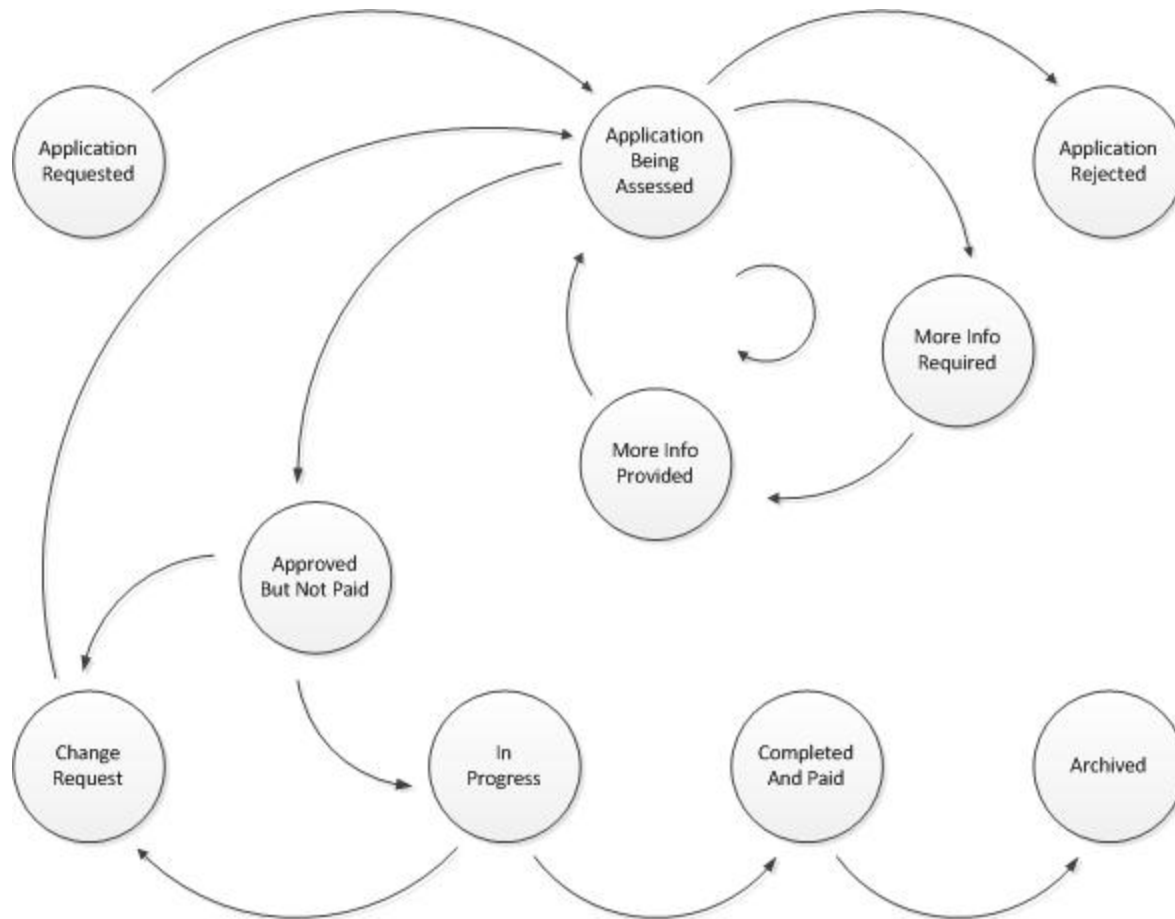 Application
Requested
Application
Being
Assessed
Application
Rejected
More Info
Required
More Info
Provided
Approved
But Not Paid
Change
Request
In
Progress
Completed
And Paid
Archived